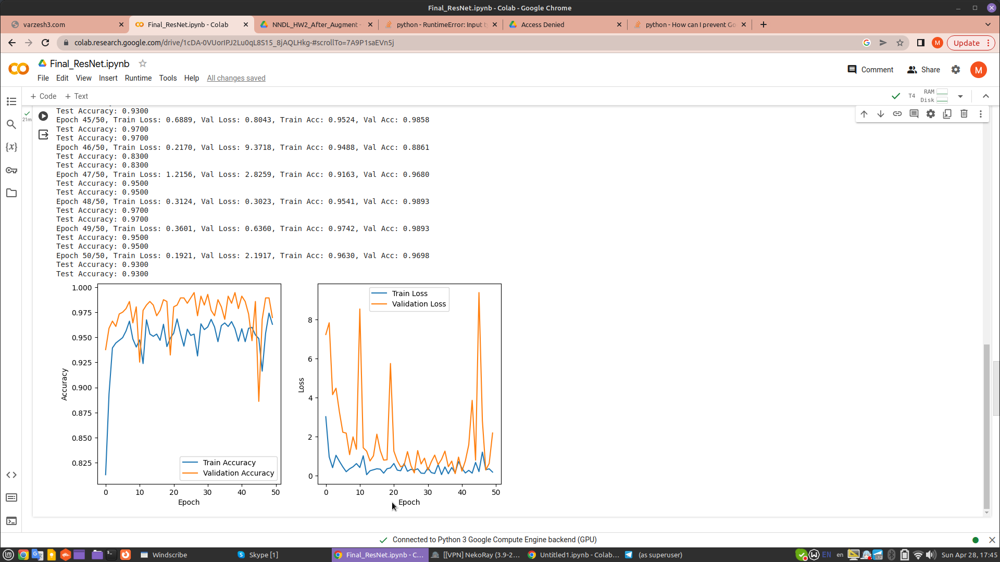 Final_ResNet.ipynb - Colab - Google Chrome
varzesh3.com
Final_ResNet.ipynb - Colab
NNDL_HW2_After_Augment -
python - RuntimeError: Input t
Access Denied
python - How can I prevent Go
colab.research.google.com/drive/1cDA-0VUorIPJ2Lu0qL8S15_8jAQLHkg-#scrollTo=7A9P1saEVn5j
M
Update
Final_ResNet.ipynb
Comment
Share
M
File Edit View Insert Runtime Tools Help All changes saved
+ Code + Text
T4
RAM
Disk
21m
Test Accuracy: 0.9300
Epoch 45/50, Train Loss: 0.6889, Val Loss: 0.8043, Train Acc: 0.9524, Val Acc: 0.9858
Test Accuracy: 0.9700
Test Accuracy: 0.9700
Epoch 46/50, Train Loss: 0.2170, Val Loss: 9.3718, Train Acc: 0.9488, Val Acc: 0.8861
Test Accuracy: 0.8300
Test Accuracy: 0.8300
Epoch 47/50, Train Loss: 1.2156, Val Loss: 2.8259, Train Acc: 0.9163, Val Acc: 0.9680
Test Accuracy: 0.9500
Test Accuracy: 0.9500
Epoch 48/50, Train Loss: 0.3124, Val Loss: 0.3023, Train Acc: 0.9541, Val Acc: 0.9893
Test Accuracy: 0.9700
Test Accuracy: 0.9700
Epoch 49/50, Train Loss: 0.3601, Val Loss: 0.6360, Train Acc: 0.9742, Val Acc: 0.9893
Test Accuracy: 0.9500
Test Accuracy: 0.9500
Epoch 50/50, Train Loss: 0.1921, Val Loss: 2.1917, Train Acc: 0.9630, Val Acc: 0.9698
Test Accuracy: 0.9300
Test Accuracy: 0.9300
1.000
0.975
0.950
0.925
0.900
0.875
0.850
0.825
Accuracy
Train Accuracy
Validation Accuracy
0 10 20 30 40 50
Epoch
Train Loss
Validation Loss
8
6
4
2
0
Loss
0 10 20 30 40 50
Epoch
Connected to Python 3 Google Compute Engine backend (GPU)
Windscribe
Skype [1]
Final_ResNet.ipynb - C...
[[VPN] NekoRay (3.9-2...
Untitled1.ipynb - Colab...
(as superuser)
EN
en
Sun Apr 28, 17:45